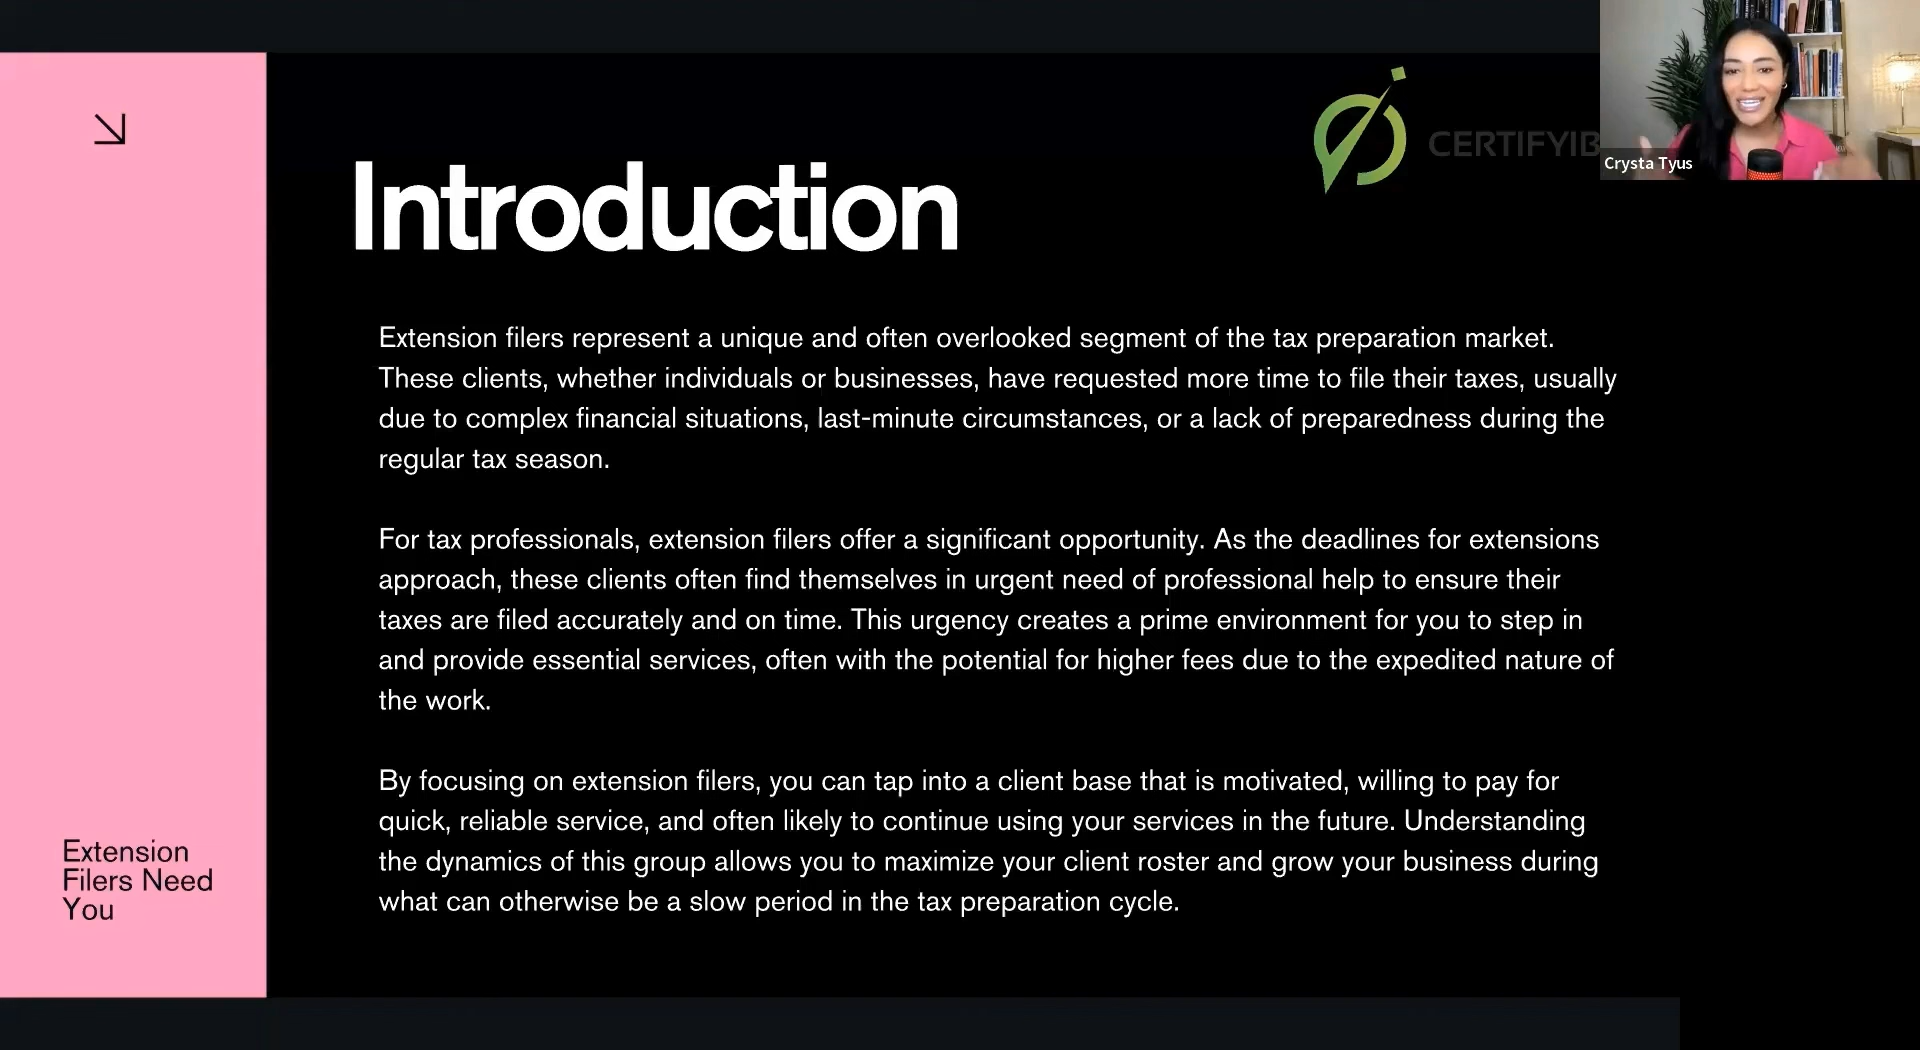 Introduction
CERTIFYIB
Crysta Tyus
Extension filers represent a unique and often overlooked segment of the tax preparation market.
These clients, whether individuals or businesses, have requested more time to file their taxes, usually
due to complex financial situations, last-minute circumstances, or a lack of preparedness during the
regular tax season.
For tax professionals, extension filers offer a significant opportunity. As the deadlines for extensions
approach, these clients often find themselves in urgent need of professional help to ensure their
taxes are filed accurately and on time. This urgency creates a prime environment for you to step in
and provide essential services, often with the potential for higher fees due to the expedited nature of
the work.
By focusing on extension filers, you can tap into a client base that is motivated, willing to pay for
quick, reliable service, and often likely to continue using your services in the future. Understanding
the dynamics of this group allows you to maximize your client roster and grow your business during
what can otherwise be a slow period in the tax preparation cycle.
Extension
Filers Need
You